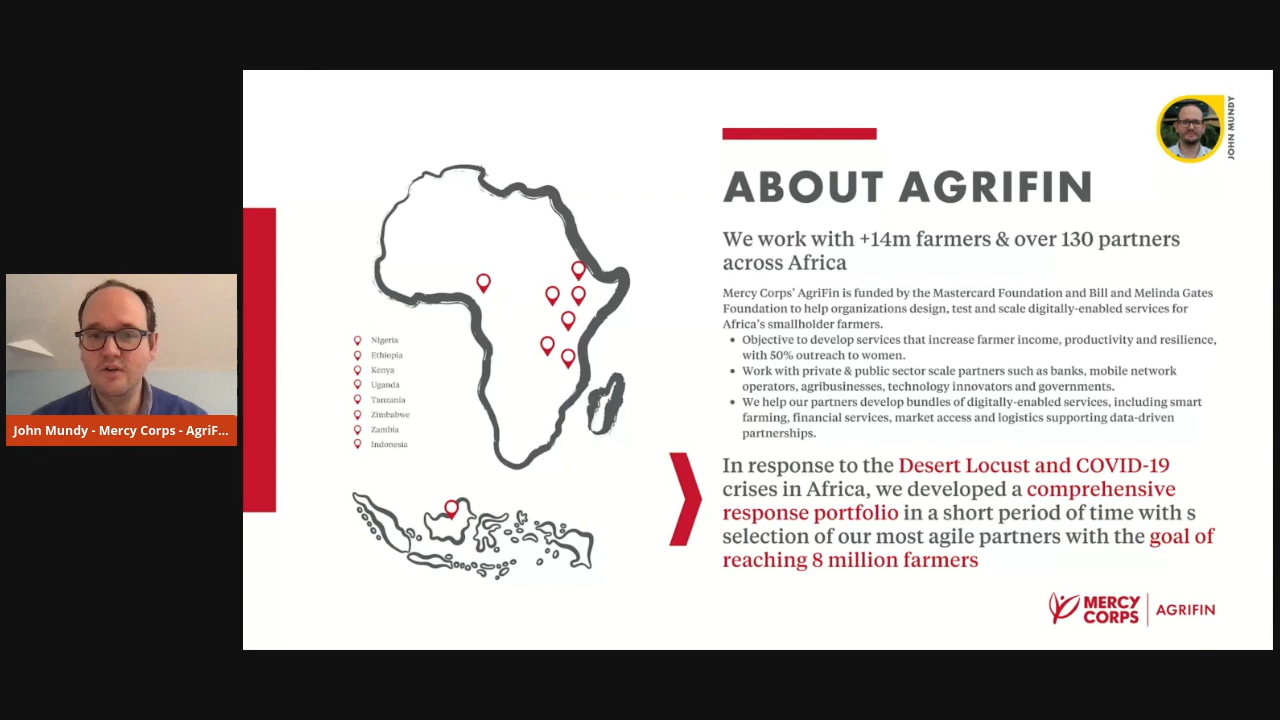 John Mundy - Mercy Corps - AgriF...
Nigeria
Ethiopia
Kenya
Uganda
Tanzania
Zimbabwe
Zambia
Indonesia
JOHN MUNDY
ABOUT AGRIFIN
We work with +14m farmers & over 130 partners
across Africa
Mercy Corps' AgriFin is funded by the Mastercard Foundation and Bill and Melinda Gates
Foundation to help organizations design, test and scale digitally-enabled services for
Africa's smallholder farmers.
• Objective to develop services that increase farmer income, productivity and resilience,
with 50% outreach to women.
• Work with private & public sector scale partners such as banks, mobile network
operators, agribusinesses, technology innovators and governments.
• We help our partners develop bundles of digitally-enabled services, including smart
farming, financial services, market access and logistics supporting data-driven
partnerships.
In response to the Desert Locust and COVID-19
crises in Africa, we developed a comprehensive
response portfolio in a short period of time with s
selection of our most agile partners with the goal of
reaching 8 million farmers
MERCY
CORPS
AGRIFIN